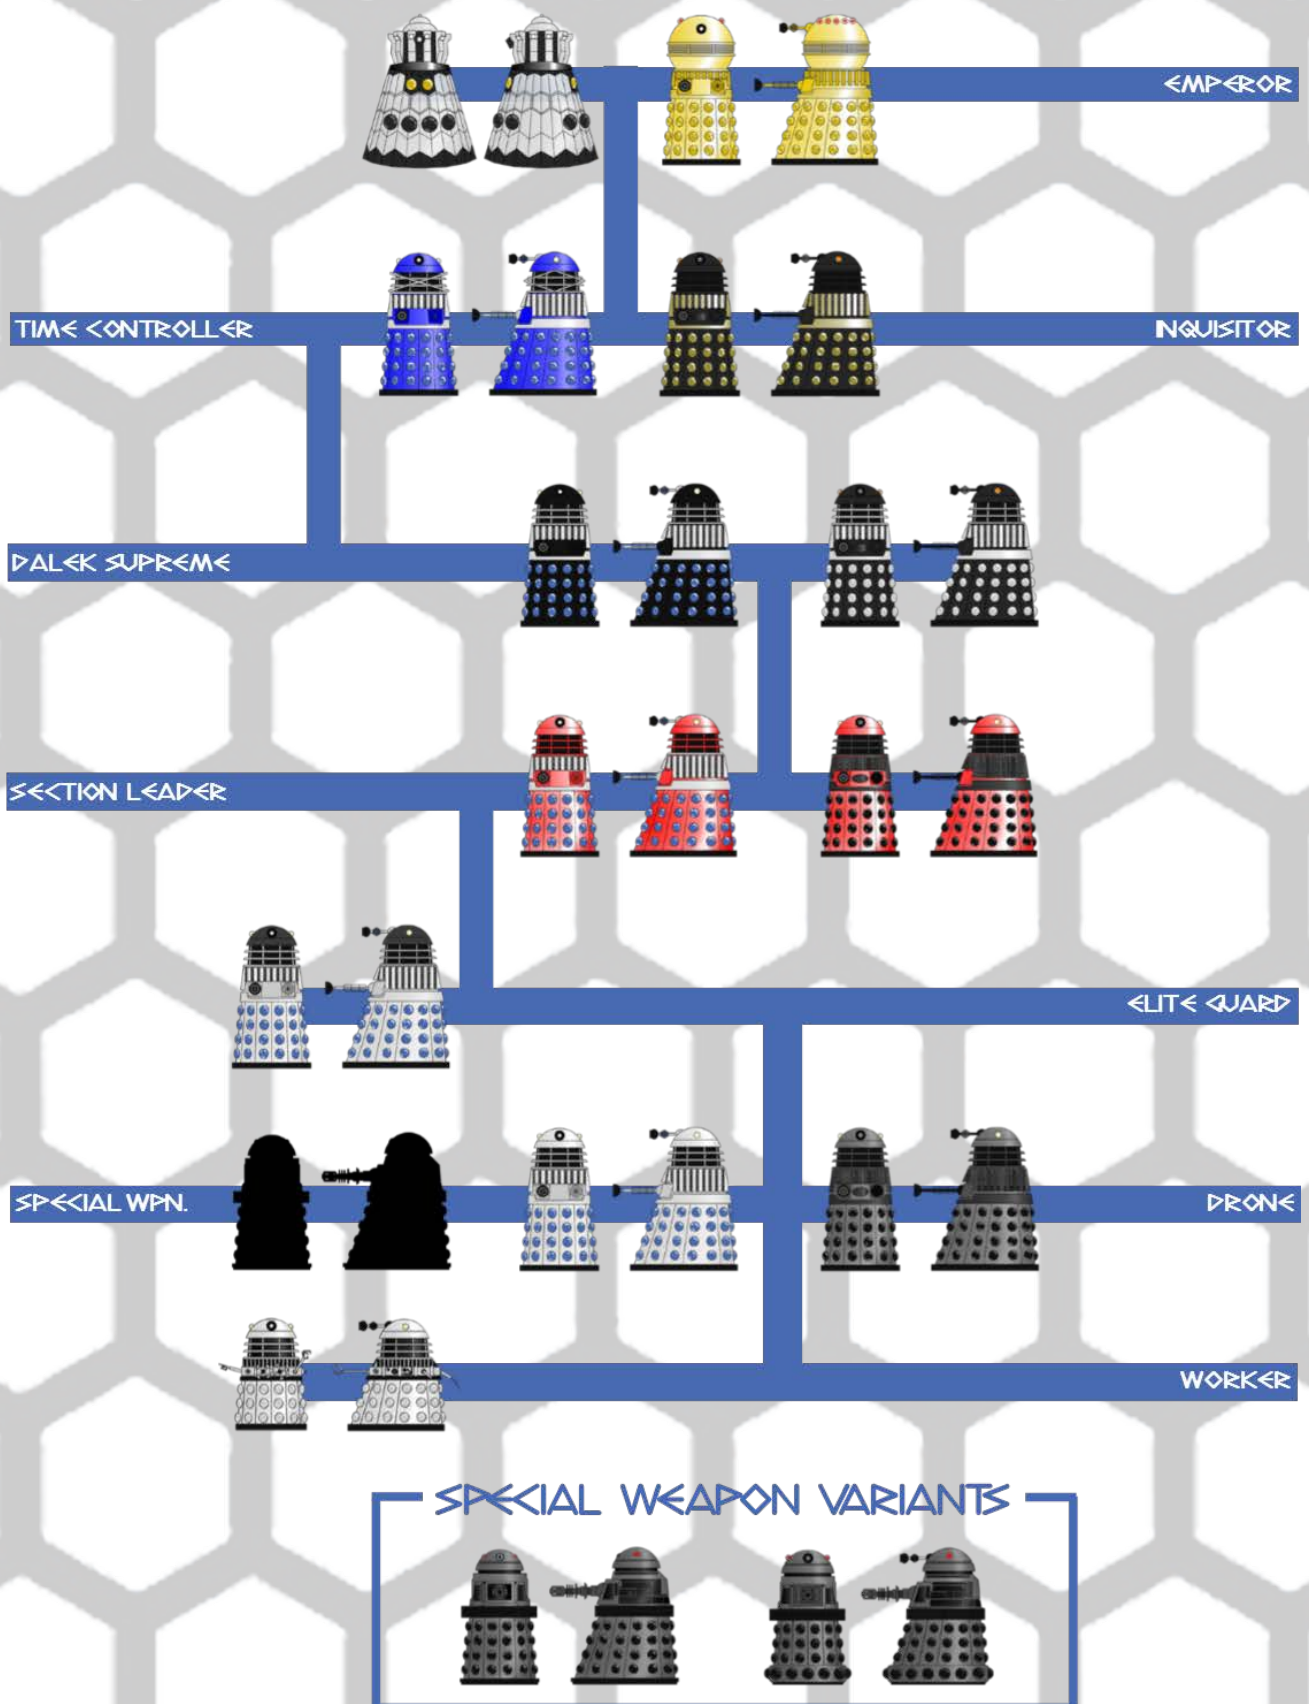 EMPEROR
TIME CONTROLLER
INQUISITOR
DALEK SUPREME
SECTION LEADER
ELITE GUARD
SPECIAL WPN.
DRONE
WORKER
SPECIAL WEAPON VARIANTS